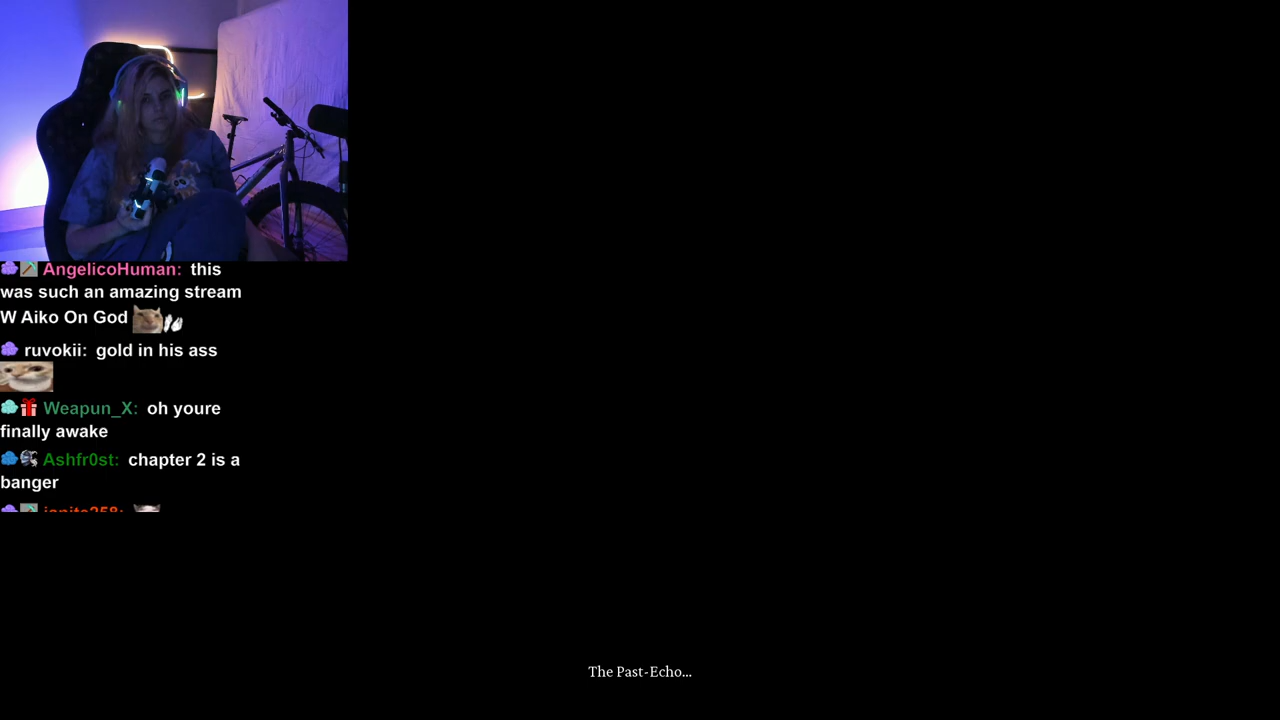 AngelicoHuman: this
was such an amazing stream
W Aiko On God
ruvokii: gold in his ass
Weapun_X: oh youre
finally awake
Ashfr0st: chapter 2 is a
banger
The Past-Echo...